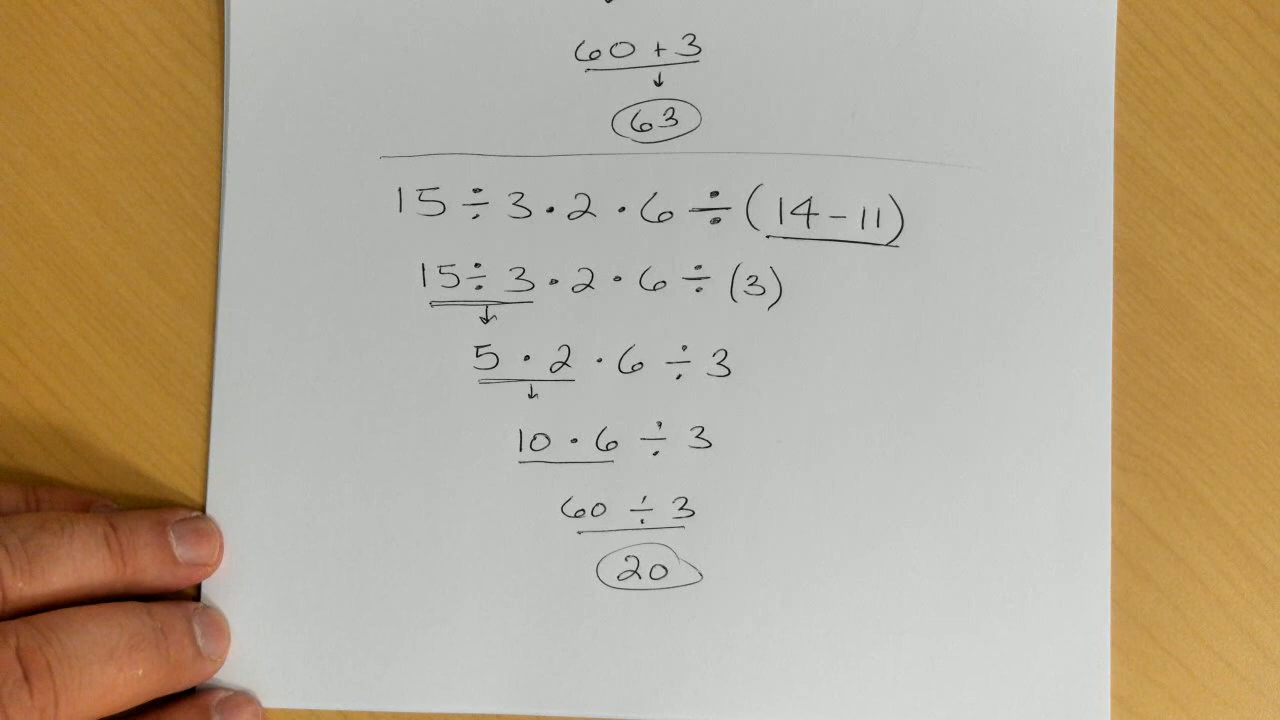 60 + 3
↓
63
15 ÷ 3 · 2 · 6 ÷ (14 - 11)
15 ÷ 3 · 2 · 6 ÷ (3)
↓
5 · 2 · 6 ÷ 3
↓
10 · 6 ÷ 3
60 ÷ 3
20